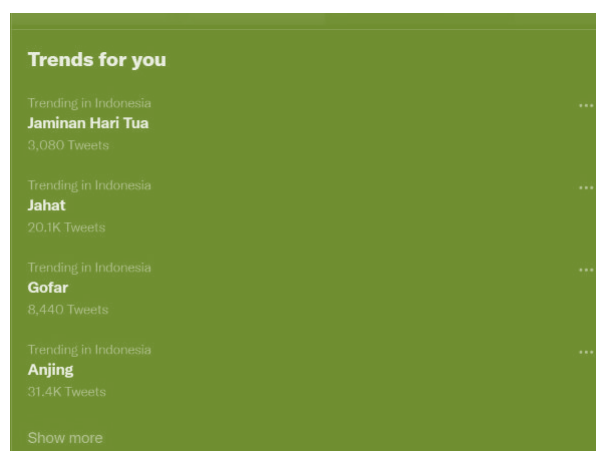 Trends for you
Trending in Indonesia
Jaminan Hari Tua
3,080 Tweets
Trending in Indonesia
Jahat
20.1K Tweets
Trending in Indonesia
Gofar
8,440 Tweets
Trending in Indonesia
Anjing
31.4K Tweets
Show more